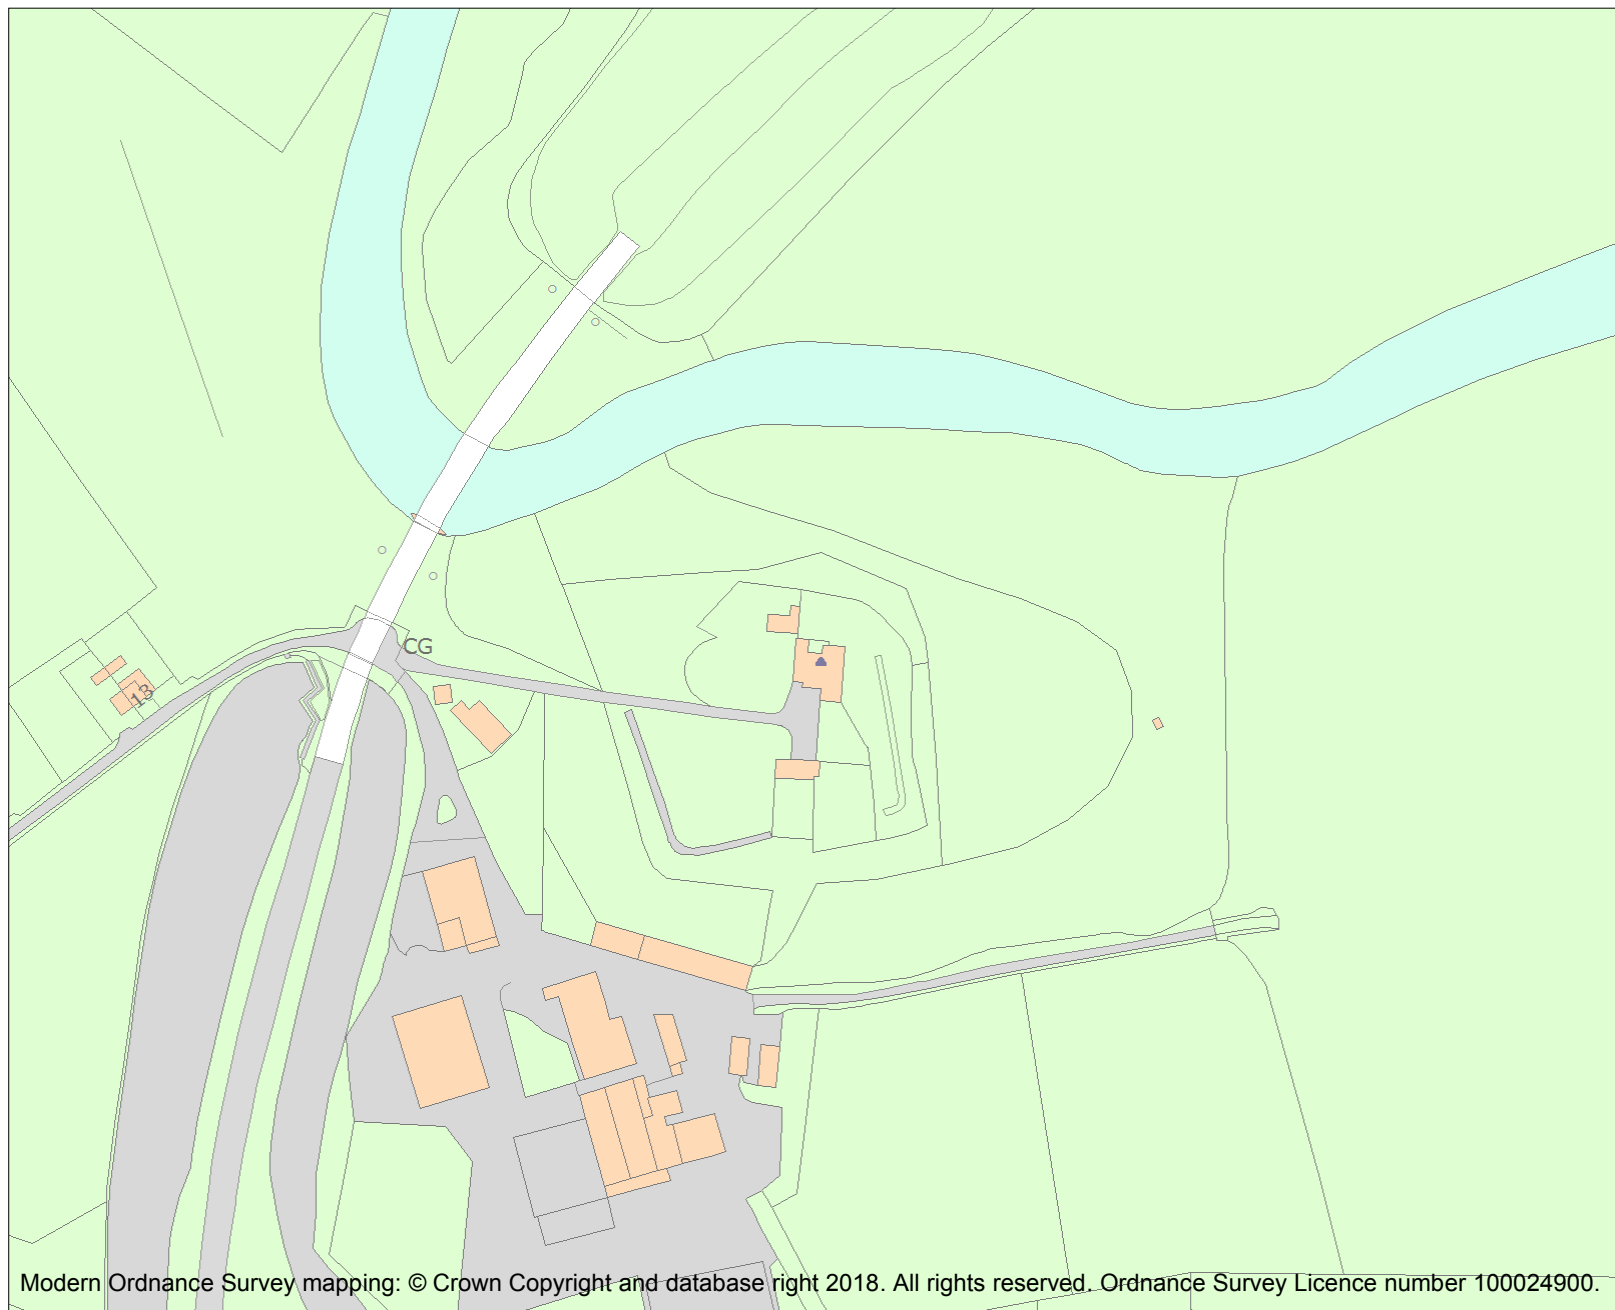 CG
13
Modern Ordnance Survey mapping: © Crown Copyright and database right 2018. All rights reserved. Ordnance Survey Licence number 100024900.